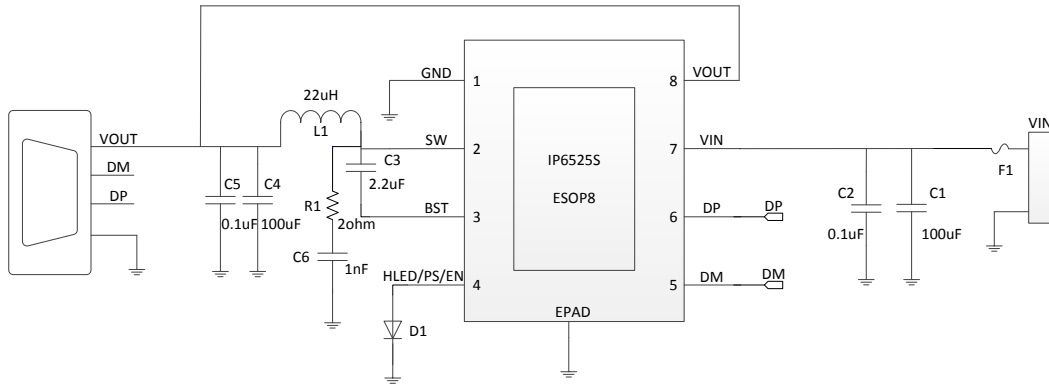 GND
1
8
VOUT
22uH
L1
VOUT
SW
2
7
VIN
VIN
DM
C3
2.2uF
IP6525S
ESOP8
F1
DP
C5
C4
R1
2ohm
BST
3
6
DP
DP
C2
C1
0.1uF
100uF
0.1uF
100uF
C6
1nF
HLED/PS/EN
4
5
DM
DM
D1
EPAD